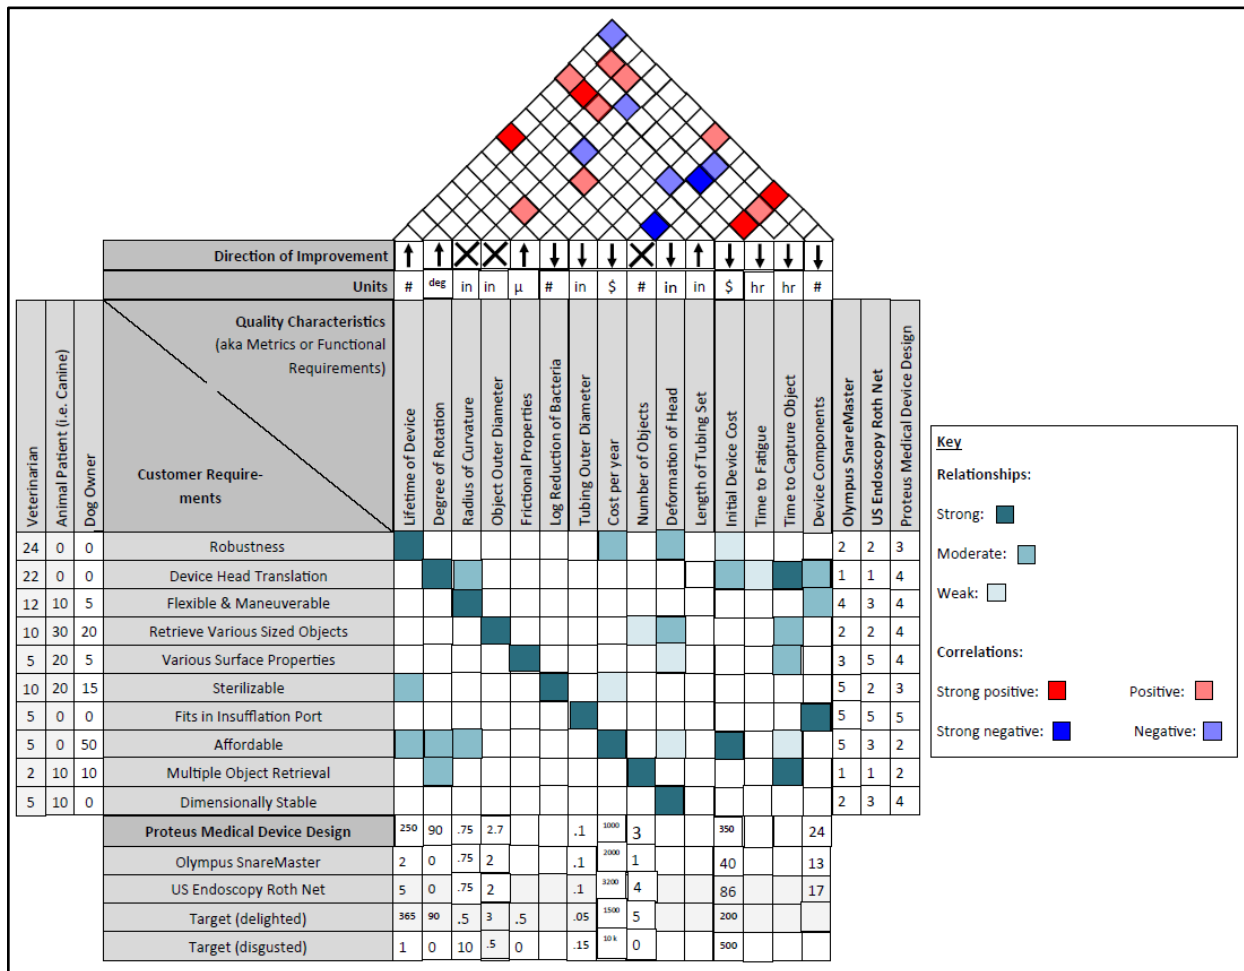 Direction of Improvement
Units # deg in in µ # in $ # in in $ hr hr #
Quality Characteristics
(aka Metrics or Functional
Requirements)
Customer Require-
ments
Veterinarian
Animal Patient (i.e. Canine)
Dog Owner
Lifetime of Device
Degree of Rotation
Radius of Curvature
Object Outer Diameter
Frictional Properties
Log Reduction of Bacteria
Tubing Outer Diameter
Cost per year
Number of Objects
Deformation of Head
Length of Tubing Set
Initial Device Cost
Time to Fatigue
Time to Capture Object
Device Components
Olympus SnareMaster
US Endoscopy Roth Net
Proteus Medical Device Design
24 0 0 Robustness 2 2 3
22 0 0 Device Head Translation 1 1 4
12 10 5 Flexible & Maneuverable 4 3 4
10 30 20 Retrieve Various Sized Objects 2 2 4
5 20 5 Various Surface Properties 3 5 4
10 20 15 Sterilizable 5 2 3
5 0 0 Fits in Insufflation Port 5 5 5
5 0 50 Affordable 5 3 2
2 10 10 Multiple Object Retrieval 1 1 2
5 10 0 Dimensionally Stable 2 3 4
Proteus Medical Device Design 250 90 .75 2.7 .1 1000 3 350 24
Olympus SnareMaster 2 0 .75 2 .1 2000 1 40 13
US Endoscopy Roth Net 5 0 .75 2 .1 3200 4 86 17
Target (delighted) 365 90 .5 3 .5 .05 1500 5 200
Target (disgusted) 1 0 10 .5 0 .15 10 k 0 500
Key
Relationships:
Strong:
Moderate:
Weak:
Correlations:
Strong positive: Positive:
Strong negative: Negative: